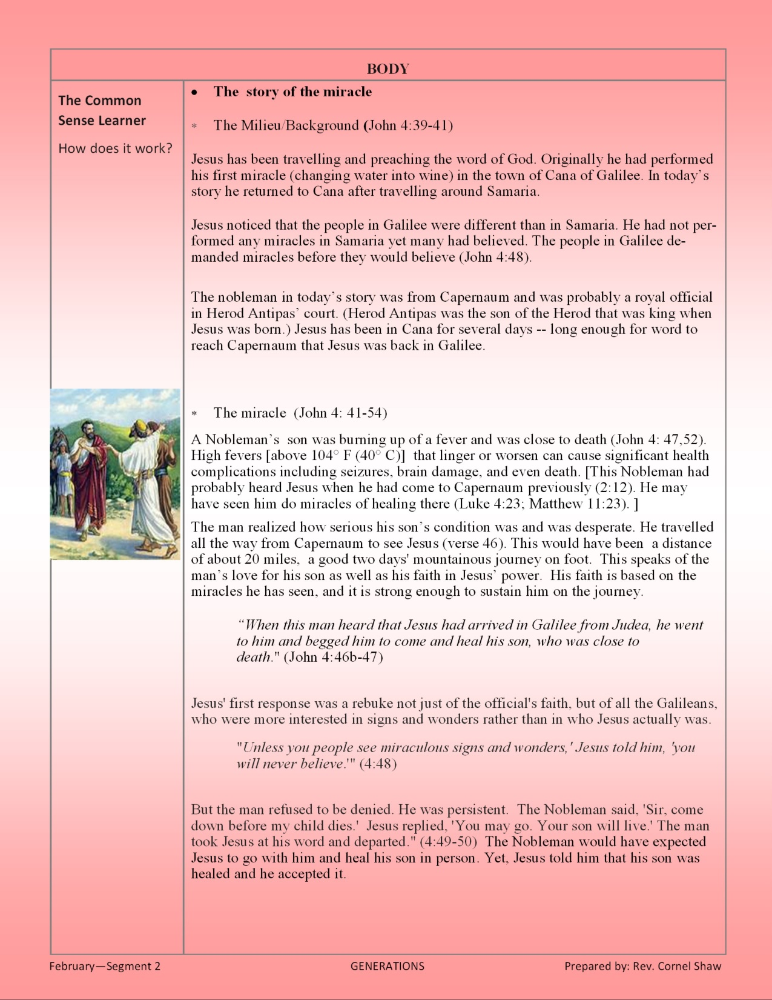 BODY
The Common
Sense Learner
How does it work?
• The  story of the miracle
* The Milieu/Background (John 4:39-41)
Jesus has been travelling and preaching the word of God. Originally he had performed
his first miracle (changing water into wine) in the town of Cana of Galilee. In today’s
story he returned to Cana after travelling around Samaria.
Jesus noticed that the people in Galilee were different than in Samaria. He had not per-
formed any miracles in Samaria yet many had believed. The people in Galilee de-
manded miracles before they would believe (John 4:48).
The nobleman in today’s story was from Capernaum and was probably a royal official
in Herod Antipas’ court. (Herod Antipas was the son of the Herod that was king when
Jesus was born.) Jesus has been in Cana for several days -- long enough for word to
reach Capernaum that Jesus was back in Galilee.
* The miracle  (John 4: 41-54)
A Nobleman’s  son was burning up of a fever and was close to death (John 4: 47,52).
High fevers [above 104° F (40° C)]  that linger or worsen can cause significant health
complications including seizures, brain damage, and even death. [This Nobleman had
probably heard Jesus when he had come to Capernaum previously (2:12). He may
have seen him do miracles of healing there (Luke 4:23; Matthew 11:23). ]
The man realized how serious his son’s condition was and was desperate. He travelled
all the way from Capernaum to see Jesus (verse 46). This would have been  a distance
of about 20 miles,  a good two days' mountainous journey on foot.  This speaks of the
man’s love for his son as well as his faith in Jesus’ power.  His faith is based on the
miracles he has seen, and it is strong enough to sustain him on the journey.
“When this man heard that Jesus had arrived in Galilee from Judea, he went
to him and begged him to come and heal his son, who was close to
death." (John 4:46b-47)
Jesus' first response was a rebuke not just of the official's faith, but of all the Galileans,
who were more interested in signs and wonders rather than in who Jesus actually was.
"Unless you people see miraculous signs and wonders,' Jesus told him, 'you
will never believe.'" (4:48)
But the man refused to be denied. He was persistent.  The Nobleman said, 'Sir, come
down before my child dies.'  Jesus replied, 'You may go. Your son will live.' The man
took Jesus at his word and departed." (4:49-50)  The Nobleman would have expected
Jesus to go with him and heal his son in person. Yet, Jesus told him that his son was
healed and he accepted it.
February—Segment 2
GENERATIONS
Prepared by: Rev. Cornel Shaw